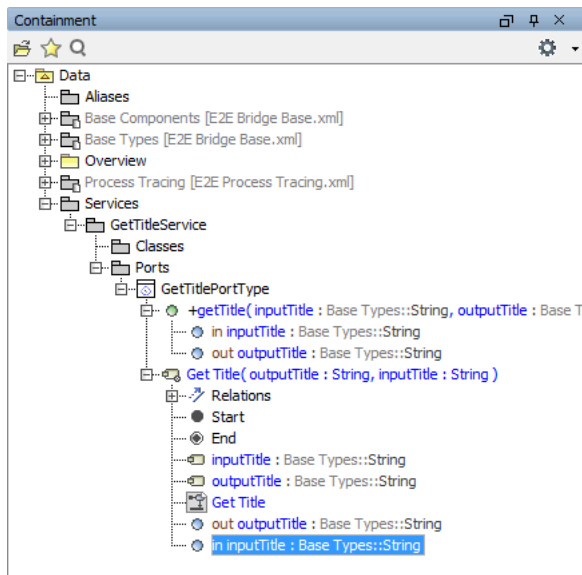 Containment
Data
Aliases
Base Components [E2E Bridge Base.xml]
Base Types [E2E Bridge Base.xml]
Overview
Process Tracing [E2E Process Tracing.xml]
Services
GetTitleService
Classes
Ports
GetTitlePortType
+getTitle( inputTitle : Base Types::String, outputTitle : Base T
in inputTitle : Base Types::String
out outputTitle : Base Types::String
Get Title( outputTitle : String, inputTitle : String )
Relations
Start
End
inputTitle : Base Types::String
outputTitle : Base Types::String
Get Title
out outputTitle : Base Types::String
in inputTitle : Base Types::String